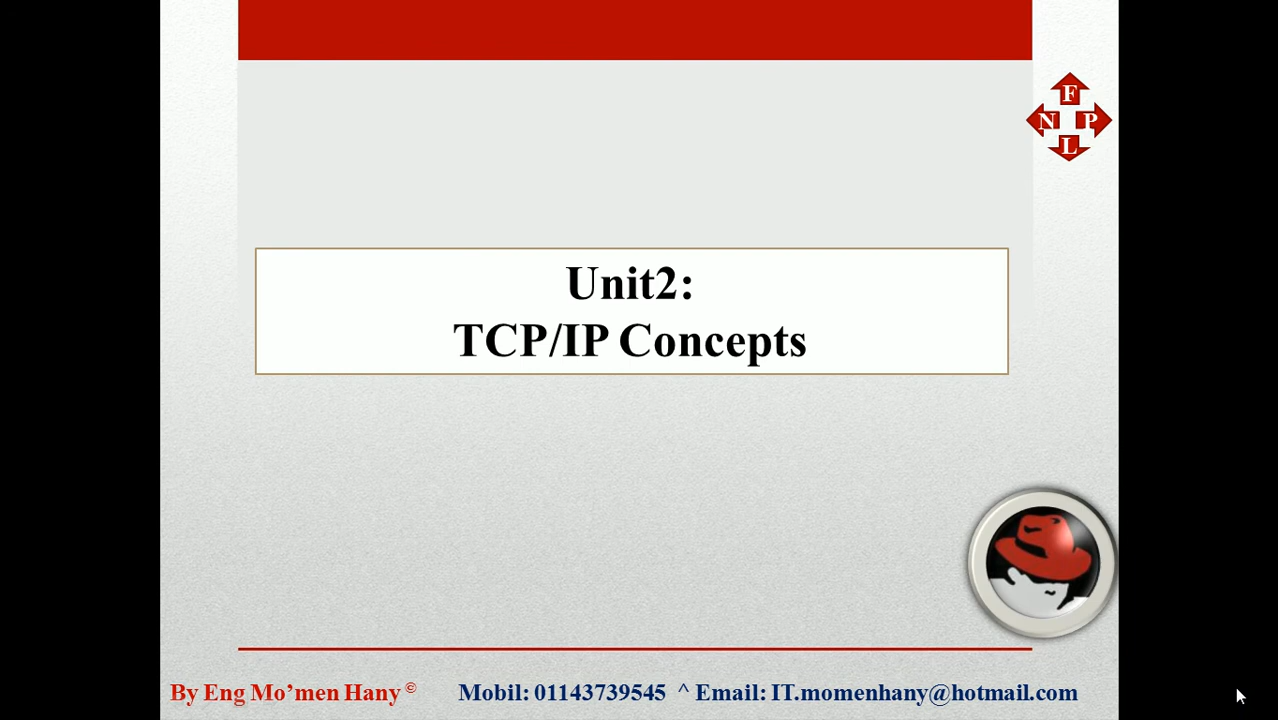 F
N P
L
Unit2:
TCP/IP Concepts
By Eng Mo’men Hany © Mobil: 01143739545 ^ Email: IT.momenhany@hotmail.com